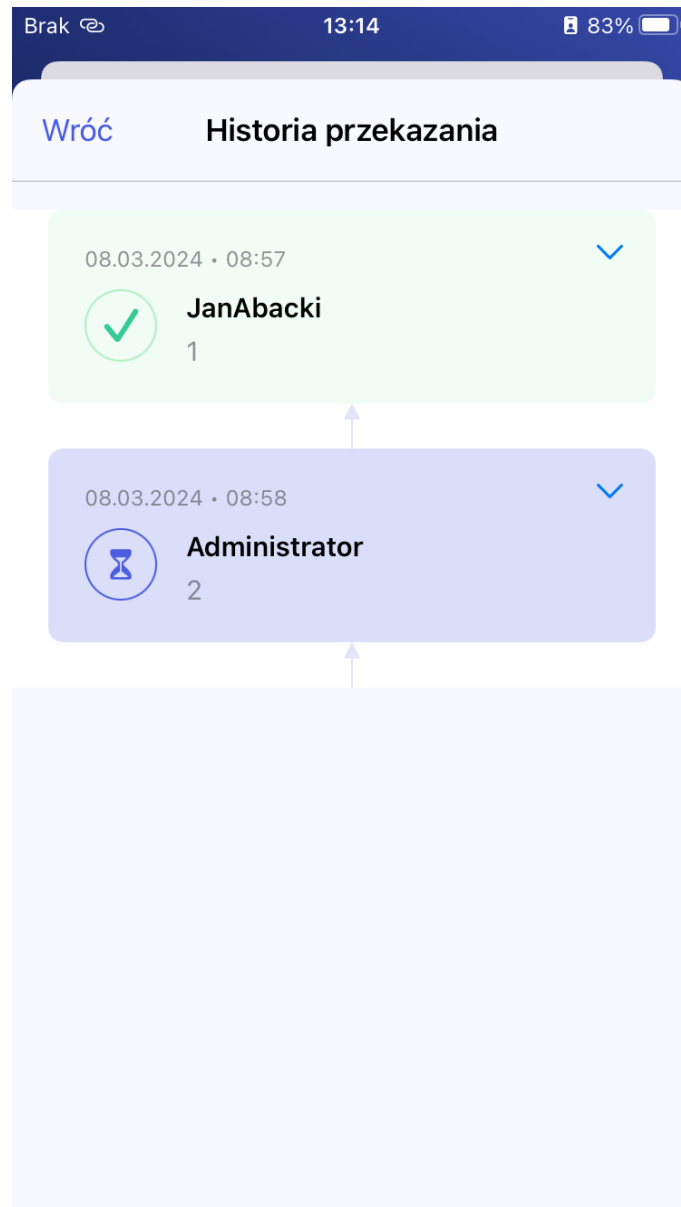 Brak 13:14 83%
Wróć Historia przekazania
08.03.2024 • 08:57
JanAbacki
1
08.03.2024 • 08:58
Administrator
2